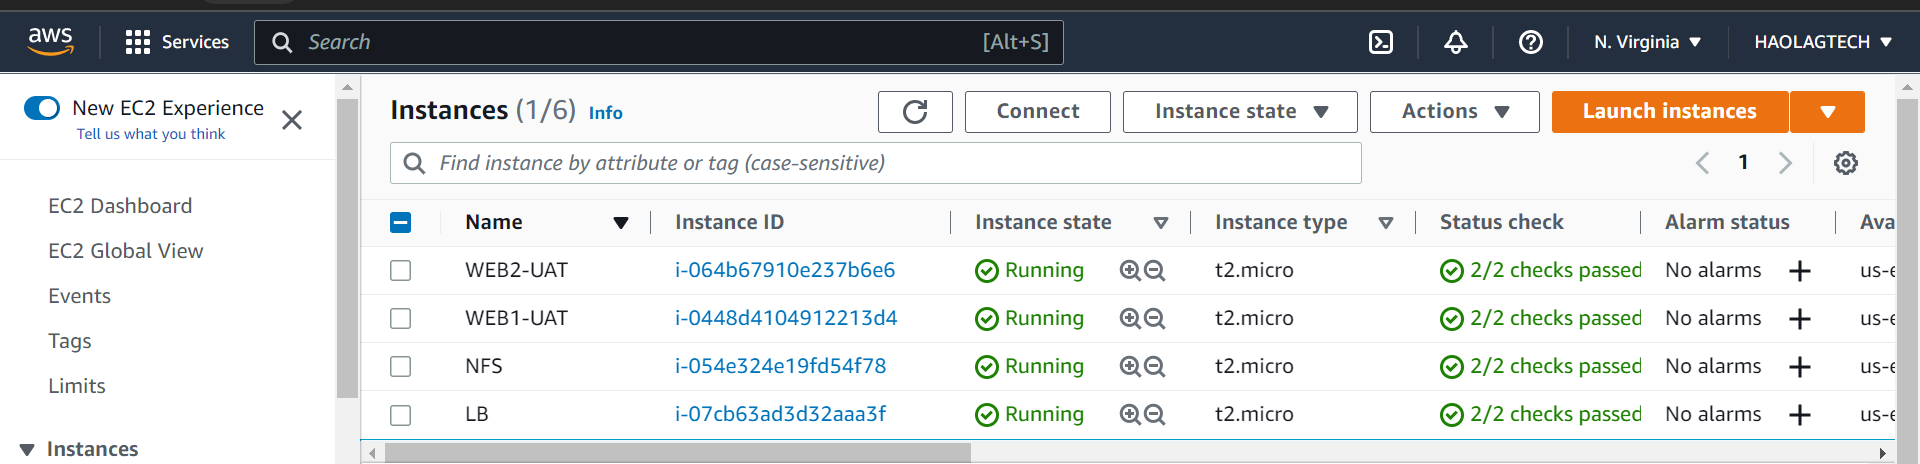 aws Services Search [Alt+S] N. Virginia HAOLAGTECH
New EC2 Experience
Tell us what you think
EC2 Dashboard
EC2 Global View
Events
Tags
Limits
Instances
Instances (1/6) Info Connect Instance state Actions Launch instances
Find instance by attribute or tag (case-sensitive) 1
Name Instance ID Instance state Instance type Status check Alarm status Ava
WEB2-UAT i-064b67910e237b6e6 Running t2.micro 2/2 checks passed No alarms us-e
WEB1-UAT i-0448d4104912213d4 Running t2.micro 2/2 checks passed No alarms us-e
NFS i-054e324e19fd54f78 Running t2.micro 2/2 checks passed No alarms us-e
LB i-07cb63ad3d32aaa3f Running t2.micro 2/2 checks passed No alarms us-e